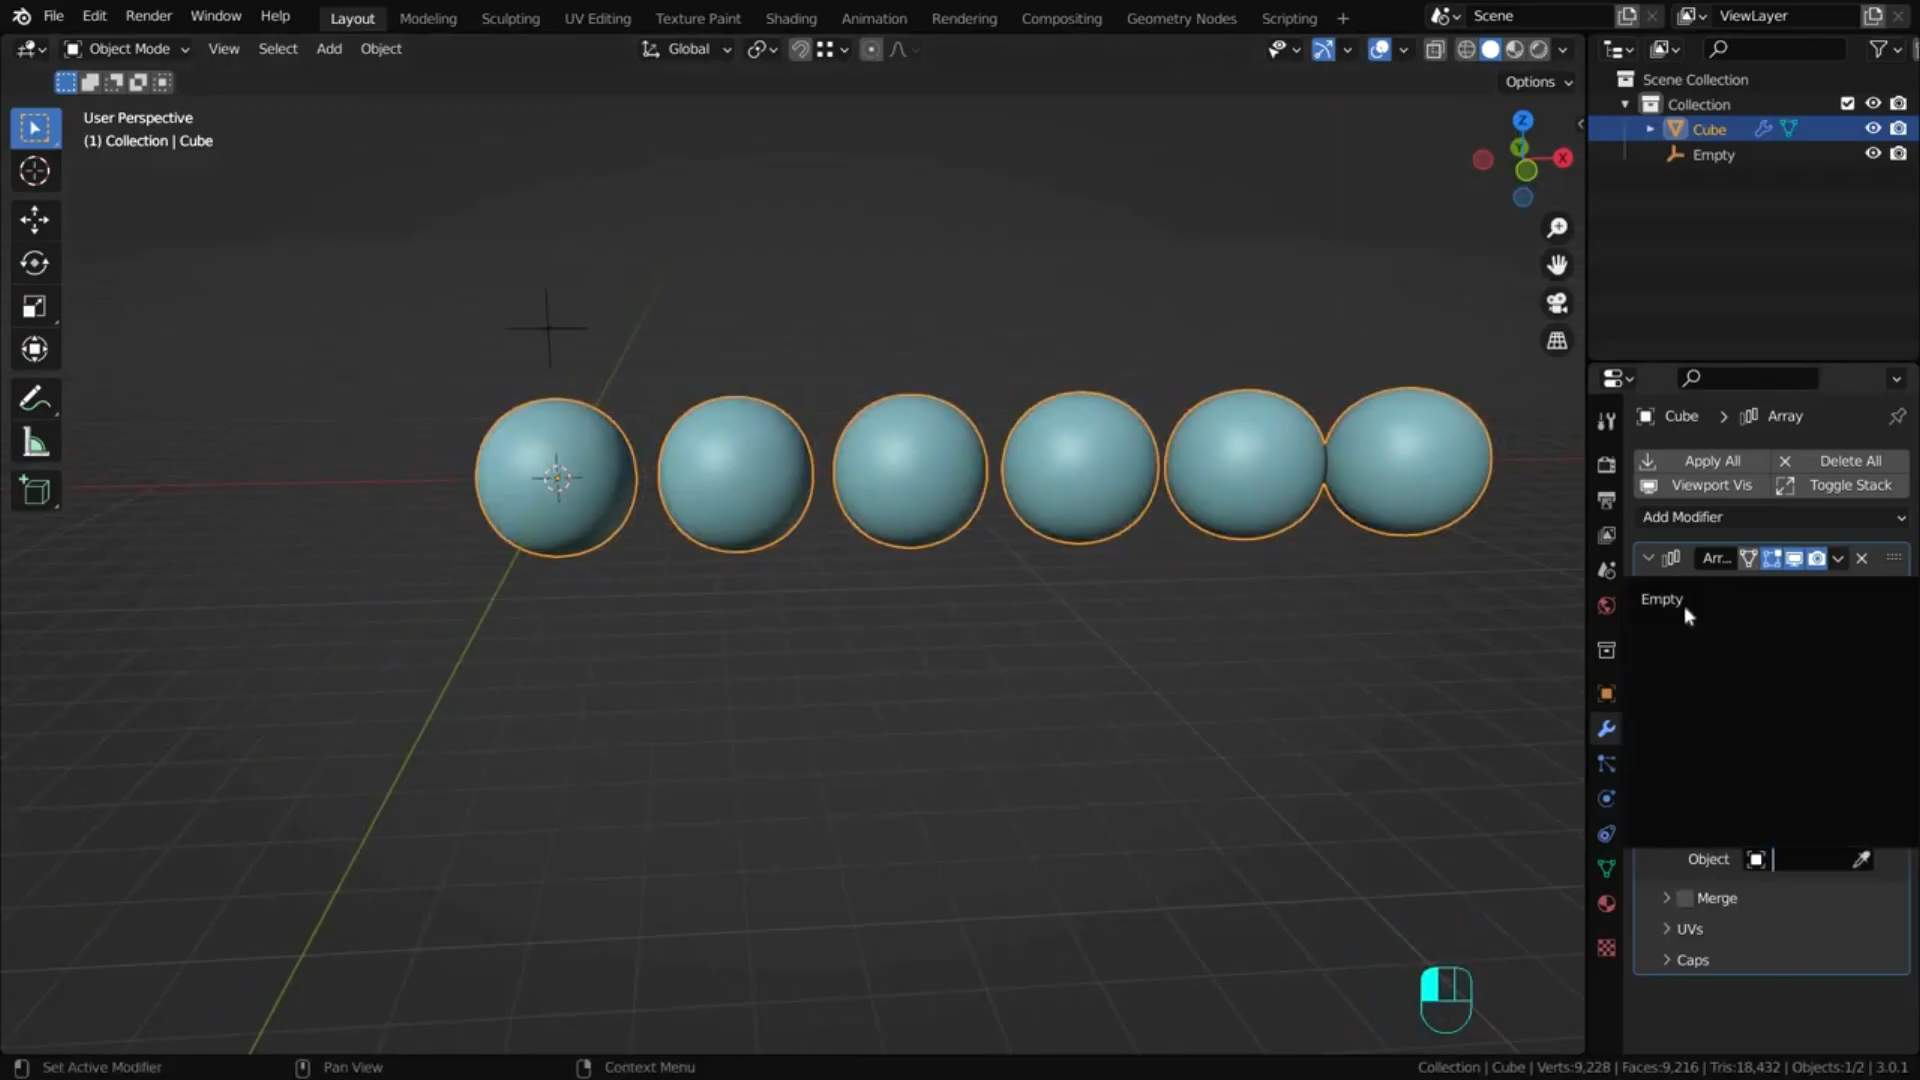 File Edit Render Window Help
Layout Modeling Sculpting UV Editing Texture Paint Shading Animation Rendering Compositing Geometry Nodes Scripting +
Scene
ViewLayer
Object Mode View Select Add Object
Global
Options
User Perspective
(1) Collection | Cube
Z
Y
X
Scene Collection
Collection
Cube
Empty
Cube > Array
Apply All
Delete All
Viewport Vis
Toggle Stack
Add Modifier
Arr...
Empty
Object
Merge
UVs
Caps
Set Active Modifier
Pan View
Context Menu
Collection | Cube | Verts:9,228 | Faces:9,216 | Tris:18,432 | Objects:1/2 | 3.0.1